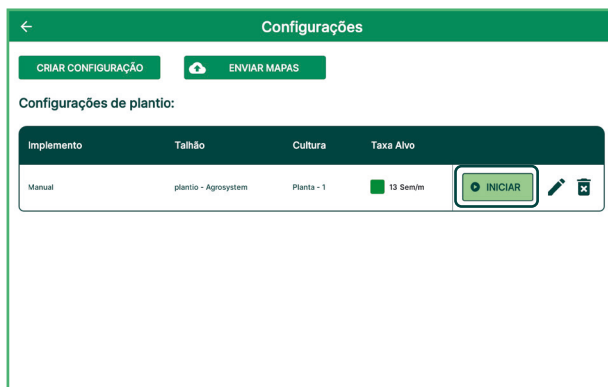 Configurações
CRIAR CONFIGURAÇÃO ENVIAR MAPAS
Configurações de plantio:
Implemento Talhão Cultura Taxa Alvo
Manual plantio - Agrosystem Planta - 1 13 Sem/m INICIAR